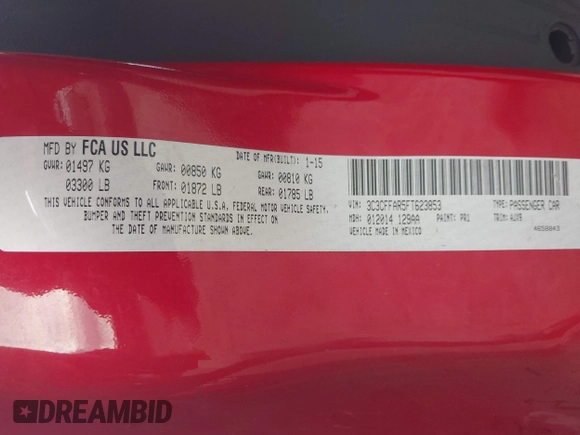 MFD BY FCA US LLC
DATE OF MFR(BUILT): 1-15
GVWR: 01497 KG GAWR: 00850 KG GAWR: 00810 KG
03300 LB FRONT: 01872 LB REAR: 01785 LB
THIS VEHICLE CONFORMS TO ALL APPLICABLE U.S.A. FEDERAL MOTOR VEHICLE SAFETY,
BUMPER AND THEFT PREVENTION STANDARDS IN EFFECT ON
THE DATE OF MANUFACTURE SHOWN ABOVE.
VIN: 3C3CFFAR5FT623853 TYPE: PASSENGER CAR
MDH: 012014 129AA PAINT: PR1 TRIM: AUX9
VEHICLE MADE IN MEXICO
DREAMBID